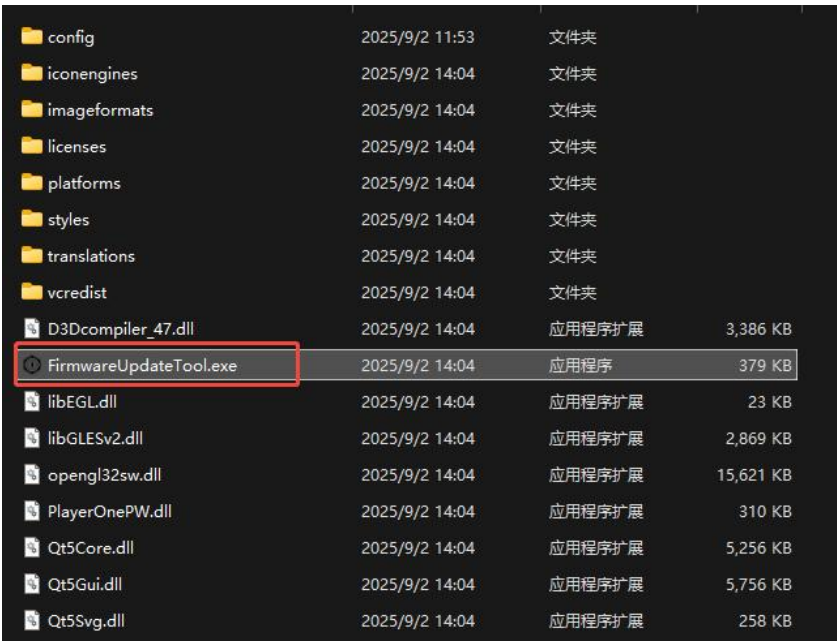 config 2025/9/2 11:53 文件夹
iconengines 2025/9/2 14:04 文件夹
imageformats 2025/9/2 14:04 文件夹
licenses 2025/9/2 14:04 文件夹
platforms 2025/9/2 14:04 文件夹
styles 2025/9/2 14:04 文件夹
translations 2025/9/2 14:04 文件夹
vcredist 2025/9/2 14:04 文件夹
D3Dcompiler_47.dll 2025/9/2 14:04 应用程序扩展 3,386 KB
FirmwareUpdateTool.exe 2025/9/2 14:04 应用程序 379 KB
libEGL.dll 2025/9/2 14:04 应用程序扩展 23 KB
libGLESv2.dll 2025/9/2 14:04 应用程序扩展 2,869 KB
opengl32sw.dll 2025/9/2 14:04 应用程序扩展 15,621 KB
PlayerOnePW.dll 2025/9/2 14:04 应用程序扩展 310 KB
Qt5Core.dll 2025/9/2 14:04 应用程序扩展 5,256 KB
Qt5Gui.dll 2025/9/2 14:04 应用程序扩展 5,756 KB
Qt5Svg.dll 2025/9/2 14:04 应用程序扩展 258 KB